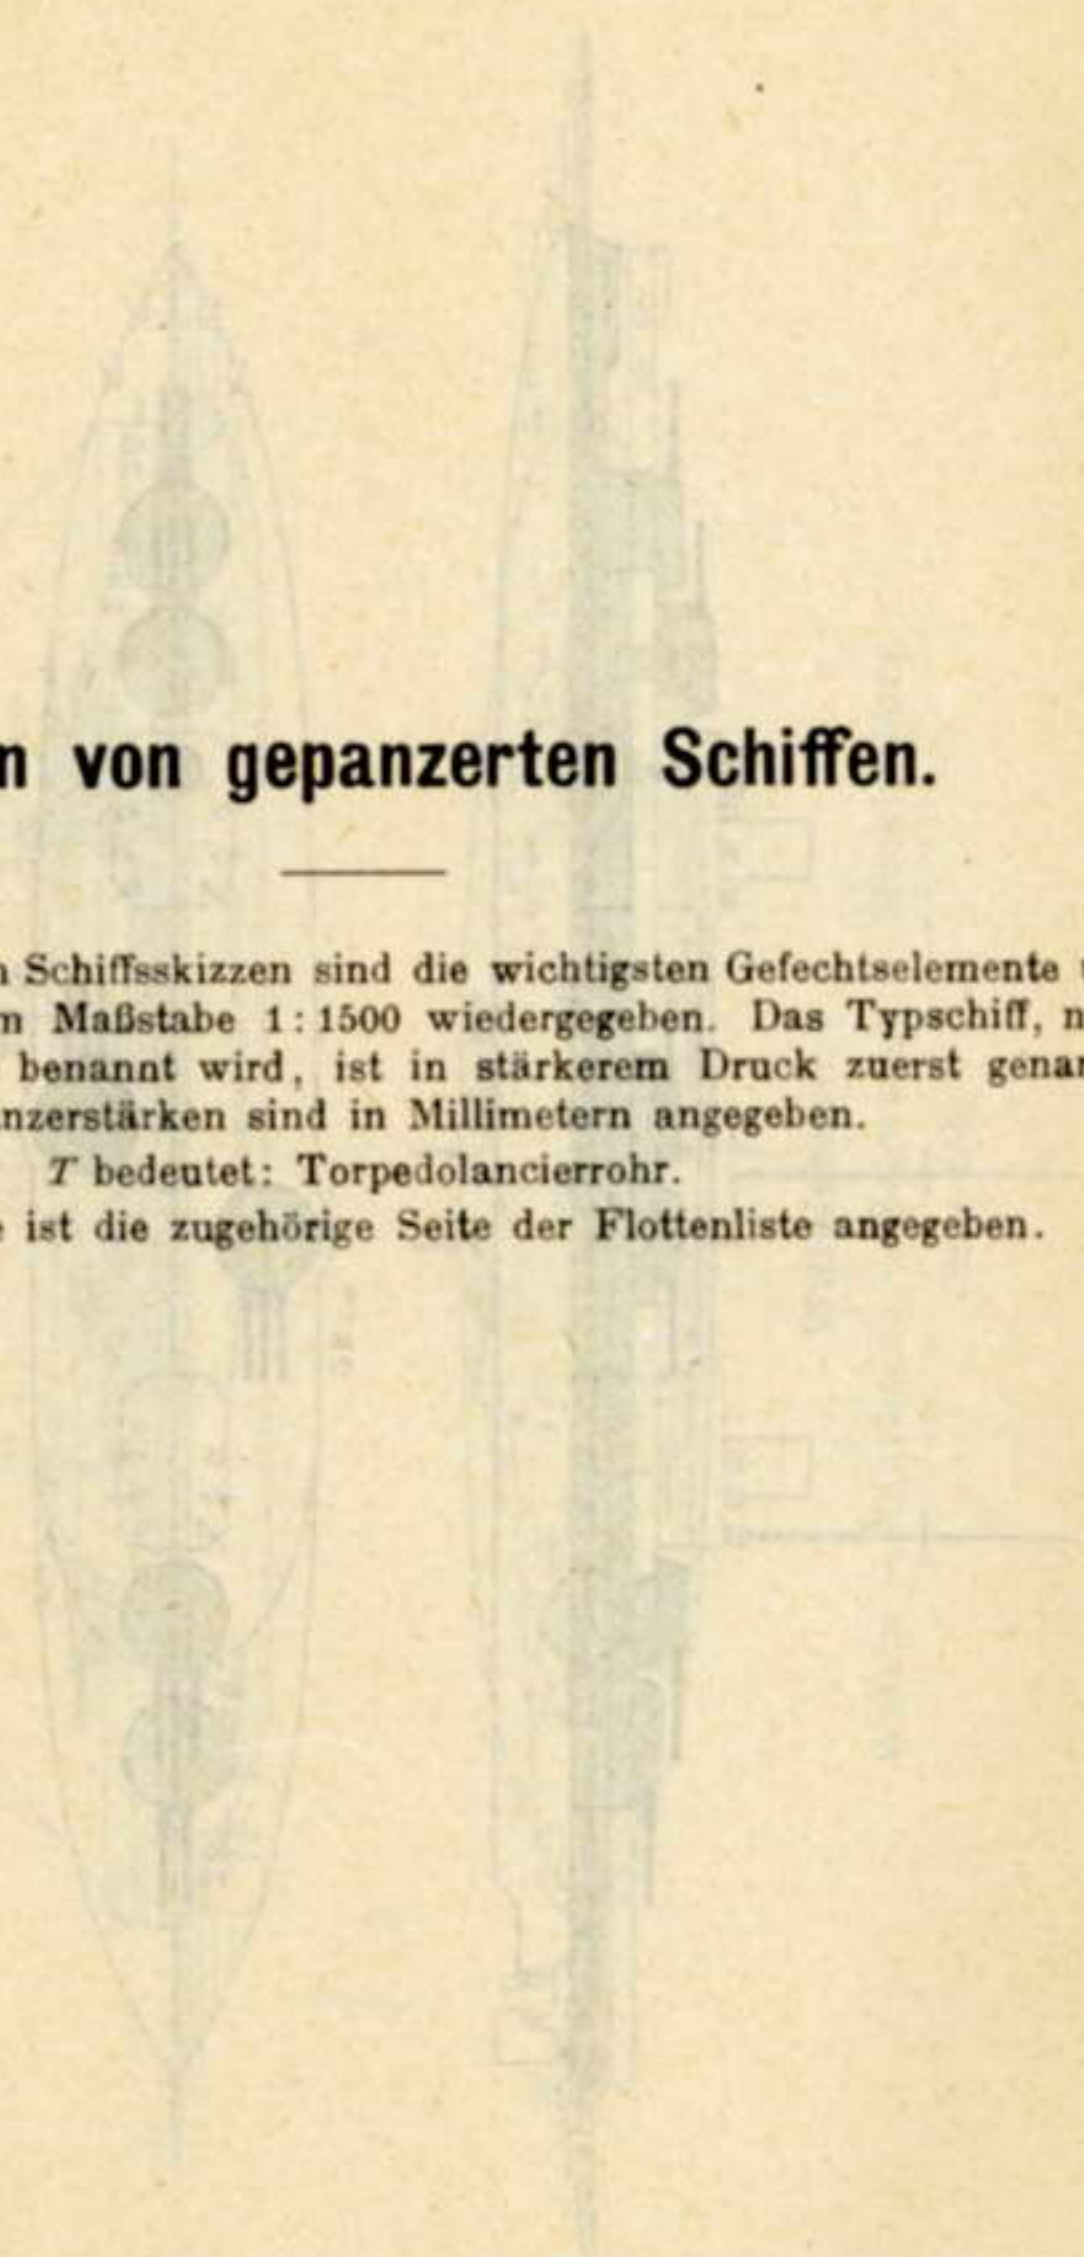 n von gepanzerten Schiffen.
n Schiffsskizzen sind die wichtigsten Gefechtselemente
m Maßstabe 1 : 1500 wiedergegeben. Das Typschiff, n
benannt wird, ist in stärkerem Druck zuerst genan
nzerstärken sind in Millimetern angegeben.
T bedeutet: Torpedolancierrohr.
e ist die zugehörige Seite der Flottenliste angegeben.